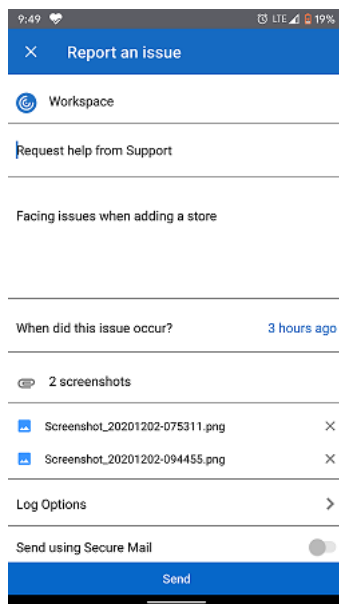 9:49 LTE 19%
Report an issue
Workspace
Request help from Support
Facing issues when adding a store
When did this issue occur? 3 hours ago
2 screenshots
Screenshot_20201202-075311.png
Screenshot_20201202-094455.png
Log Options
Send using Secure Mail
Send